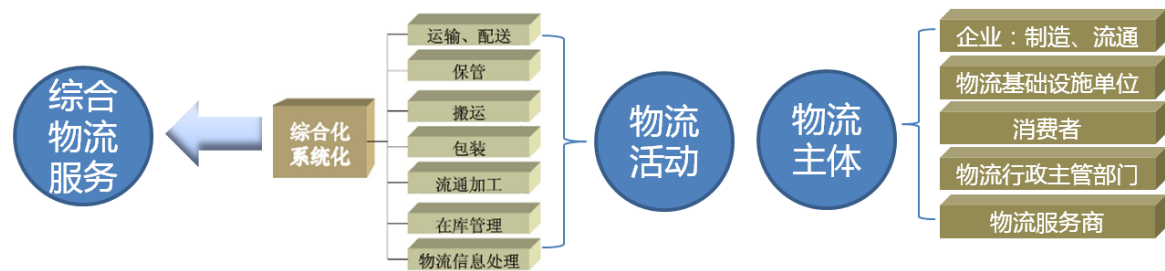 综合
物流
服务
综合化
系统化
运输、配送
保管
搬运
包装
流通加工
在库管理
物流信息处理
物流
活动
物流
主体
企业：制造、流通
物流基础设施单位
消费者
物流行政主管部门
物流服务商